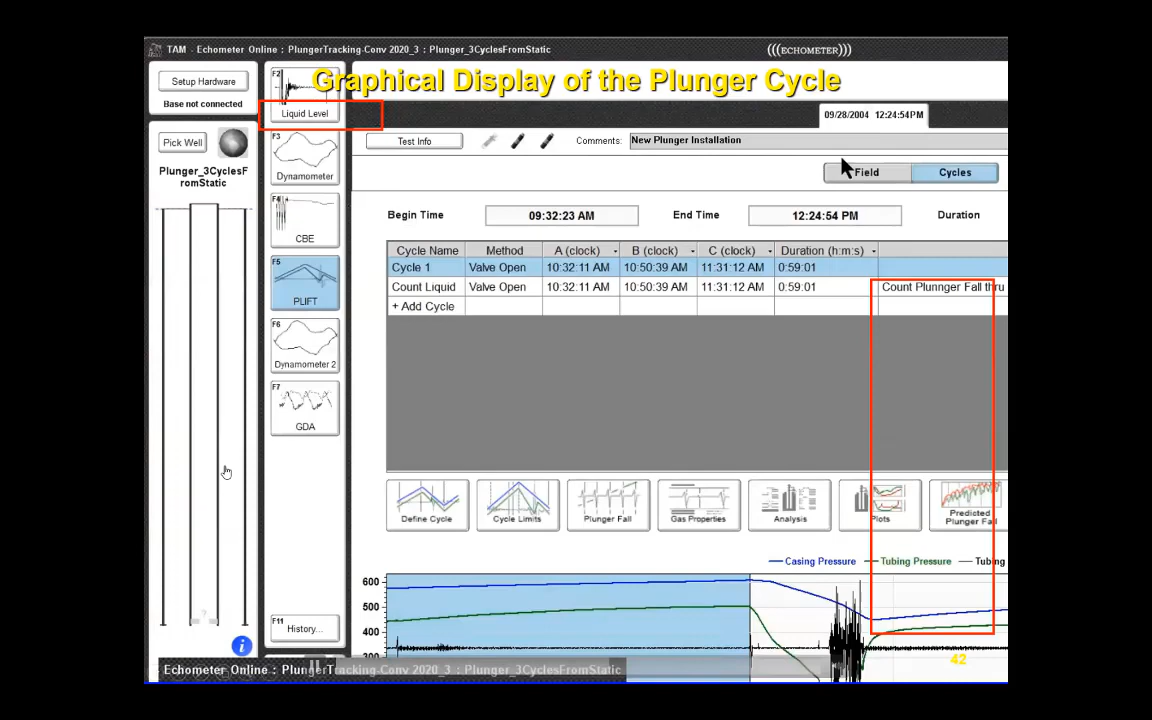 TAM - Echometer Online : PlungerTracking-Conv 2020_3 : Plunger_3CyclesFromStatic
(((ECHOMETER)))
Graphical Display of the Plunger Cycle
Setup Hardware
Base not connected
Pick Well
Plunger_3CyclesF
romStatic
F2
Liquid Level
F3
Dynamometer
F4
CBE
F5
PLIFT
F6
Dynamometer 2
F7
GDA
F11
History...
09/28/2004 12:24:54PM
Test Info
Comments: New Plunger Installation
Field Cycles
Begin Time 09:32:23 AM End Time 12:24:54 PM Duration
Cycle Name Method A (clock) B (clock) C (clock) Duration (h:m:s)
Cycle 1 Valve Open 10:32:11 AM 10:50:39 AM 11:31:12 AM 0:59:01
Count Liquid Valve Open 10:32:11 AM 10:50:39 AM 11:31:12 AM 0:59:01 Count Plunnger Fall thru
+ Add Cycle
Define Cycle Cycle Limits Plunger Fall Gas Properties Analysis Plots Predicted
Plunger Fall
Casing Pressure Tubing Pressure Tubing
600
500
400
300
42
Echometer Online : PlungerTracking-Conv 2020_3 : Plunger_3CyclesFromStatic